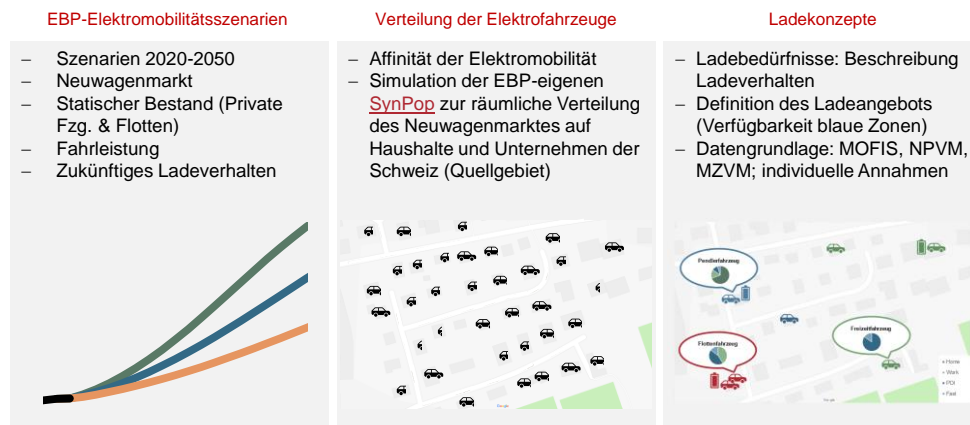 EBP-Elektromobilitätsszenarien
– Szenarien 2020-2050
– Neuwagenmarkt
– Statischer Bestand (Private
Fzg. & Flotten)
– Fahrleistung
– Zukünftiges Ladeverhalten
Verteilung der Elektrofahrzeuge
– Affinität der Elektromobilität
– Simulation der EBP-eigenen
SynPop zur räumliche Verteilung
des Neuwagenmarktes auf
Haushalte und Unternehmen der
Schweiz (Quellgebiet)
Google
Ladekonzepte
– Ladebedürfnisse: Beschreibung
Ladeverhalten
– Definition des Ladeangebots
(Verfügbarkeit blaue Zonen)
– Datengrundlage: MOFIS, NPVM,
MZVM; individuelle Annahmen
Pendlerfahrzeug
Freizeitfahrzeug
Flottenfahrzeug
Home
Work
POI
Fast
Google